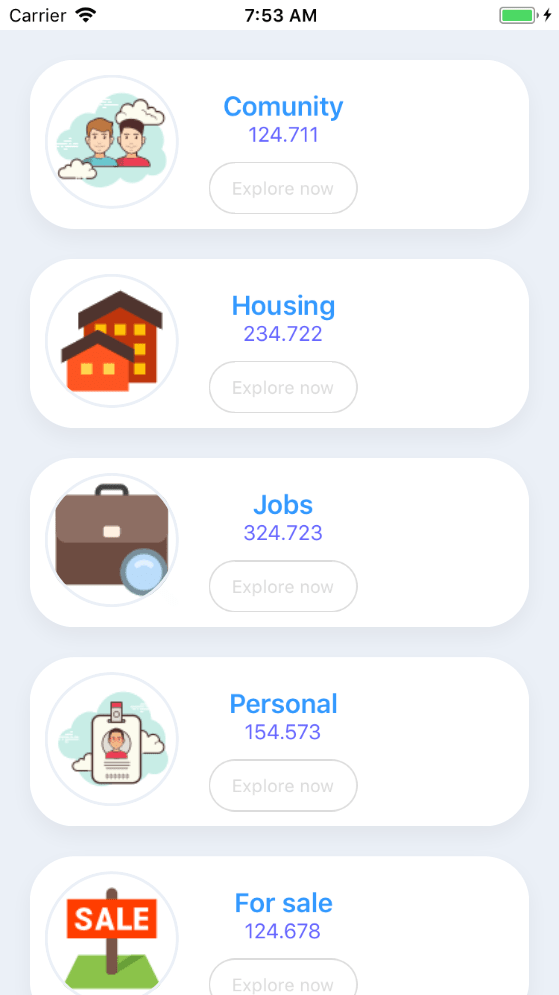 Carrier 7:53 AM
Comunity
124.711
Explore now
Housing
234.722
Explore now
Jobs
324.723
Explore now
Personal
154.573
Explore now
SALE
For sale
124.678
Explore now